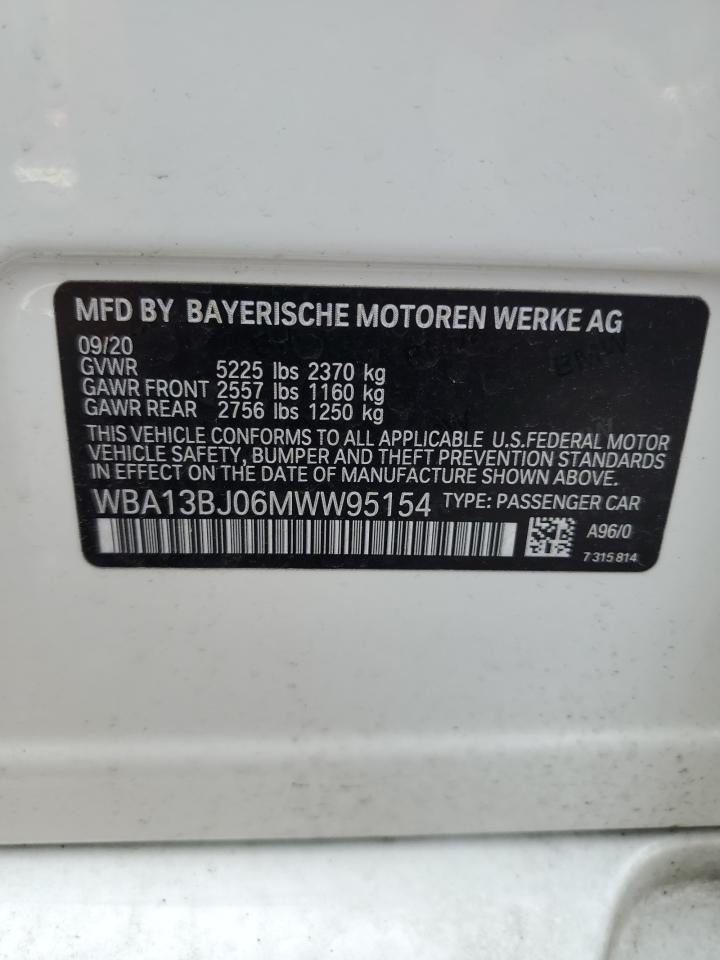 MFD BY BAYERISCHE MOTOREN WERKE AG
09/20
GVWR 5225 lbs 2370 kg
GAWR FRONT 2557 lbs 1160 kg
GAWR REAR 2756 lbs 1250 kg
THIS VEHICLE CONFORMS TO ALL APPLICABLE U.S.FEDERAL MOTOR
VEHICLE SAFETY, BUMPER AND THEFT PREVENTION STANDARDS
IN EFFECT ON THE DATE OF MANUFACTURE SHOWN ABOVE.
WBA13BJ06MWW95154 TYPE: PASSENGER CAR
A96/0
7 315 814
BMW